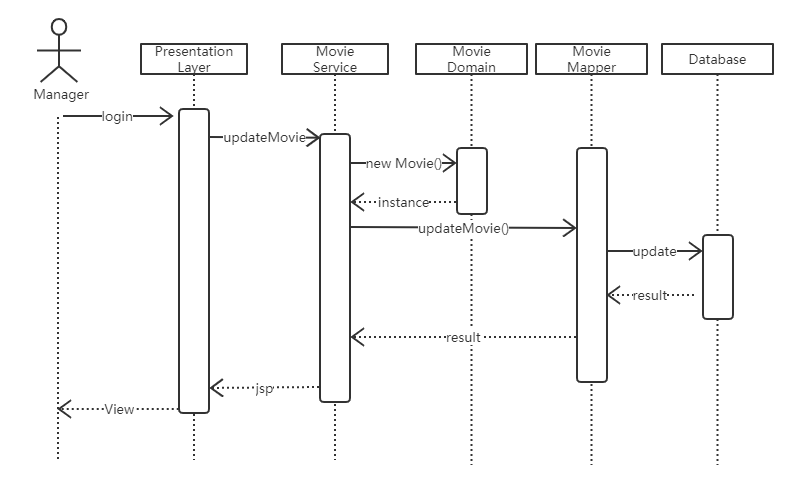 Presentation
Layer
Movie
Service
Movie
Domain
Movie
Mapper
Database
Manager
login
updateMovie
new Movie()
instance
updateMovie()
update
result
result
jsp
View